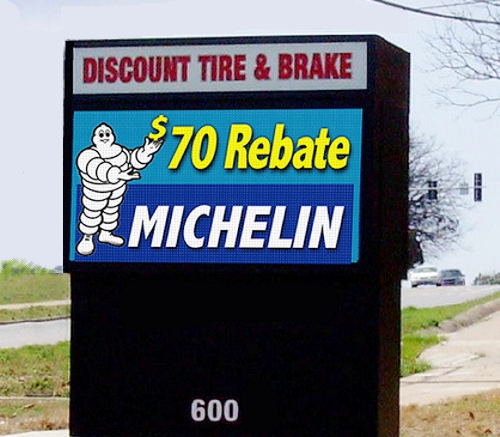 DISCOUNT TIRE & BRAKE
$70 Rebate
MICHELIN
600